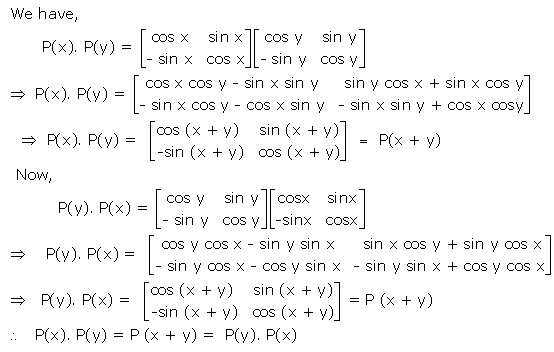 We have,
P(x). P(y) = [cos x sin x][cos y sin y]
[- sin x cos x][- sin y cos y]
⇒ P(x). P(y) = [cos x cos y - sin x sin y sin y cos x + sin x cos y]
[- sin x cos y - cos x sin y - sin x sin y + cos x cosy]
⇒ P(x). P(y) = [cos (x + y) sin (x + y)] = P(x + y)
[-sin (x + y) cos (x + y)]
Now,
P(y). P(x) = [cos y sin y][cosx sinx]
[- sin y cos y][-sinx cosx]
⇒ P(y). P(x) = [cos y cos x - sin y sin x sin x cos y + sin y cos x]
[- sin y cos x - cos y sin x - sin y sin x + cos y cos x]
⇒ P(y). P(x) = [cos (x + y) sin (x + y)] = P (x + y)
[-sin (x + y) cos (x + y)]
∴ P(x). P(y) = P (x + y) = P(y). P(x)